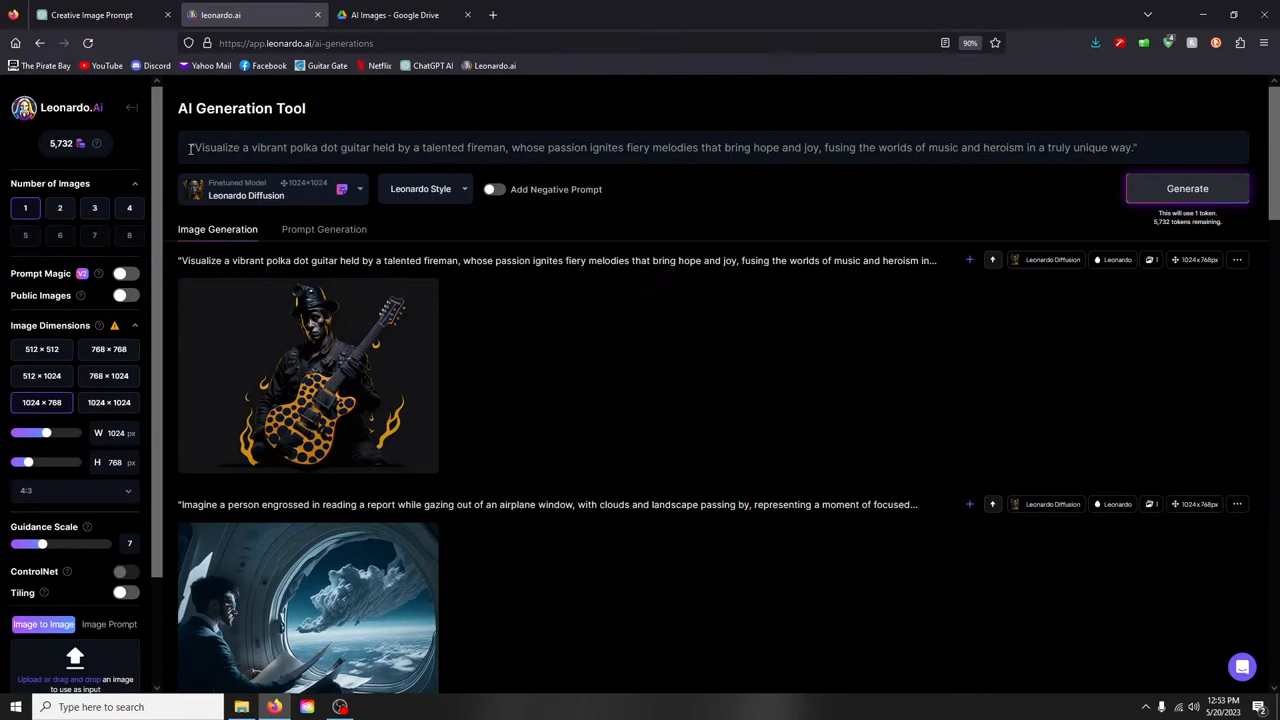 Creative Image Prompt
leonardo.ai
AI Images - Google Drive
https://app.leonardo.ai/ai-generations
90%
The Pirate Bay
YouTube
Discord
Yahoo Mail
Facebook
Guitar Gate
Netflix
ChatGPT AI
Leonardo.ai
Leonardo.Ai
5,732
Number of Images
1 2 3 4
5 6 7 8
Prompt Magic V2
Public Images
Image Dimensions
512 × 512
768 × 768
512 × 1024
768 × 1024
1024 × 768
1024 × 1024
W 1024 px
H 768 px
4:3
Guidance Scale
7
ControlNet
Tiling
Image to Image
Image Prompt
Upload or drag and drop an image
to use as input
AI Generation Tool
"Visualize a vibrant polka dot guitar held by a talented fireman, whose passion ignites fiery melodies that bring hope and joy, fusing the worlds of music and heroism in a truly unique way."
Finetuned Model 1024×1024
Leonardo Diffusion
Leonardo Style
Add Negative Prompt
Generate
This will use 1 token.
5,732 tokens remaining.
Image Generation
Prompt Generation
"Visualize a vibrant polka dot guitar held by a talented fireman, whose passion ignites fiery melodies that bring hope and joy, fusing the worlds of music and heroism in...
Leonardo Diffusion
Leonardo
1
1024x768px
"Imagine a person engrossed in reading a report while gazing out of an airplane window, with clouds and landscape passing by, representing a moment of focused...
Leonardo Diffusion
Leonardo
1
1024x768px
Type here to search
12:53 PM
5/20/2023
2